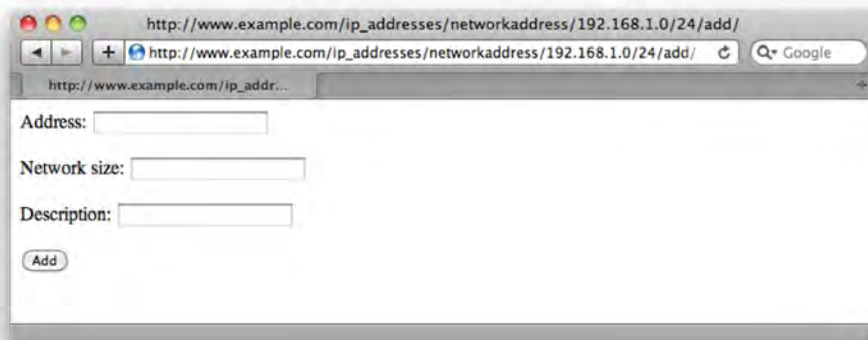 http://www.example.com/ip_addresses/networkaddress/192.168.1.0/24/add/
http://www.example.com/ip_addresses/networkaddress/192.168.1.0/24/add/ Google
http://www.example.com/ip_addr...
Address:
Network size:
Description:
Add